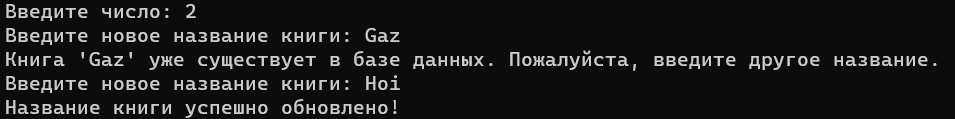 Введите число: 2
Введите новое название книги: Gaz
Книга 'Gaz' уже существует в базе данных. Пожалуйста, введите другое название.
Введите новое название книги: Hoi
Название книги успешно обновлено!